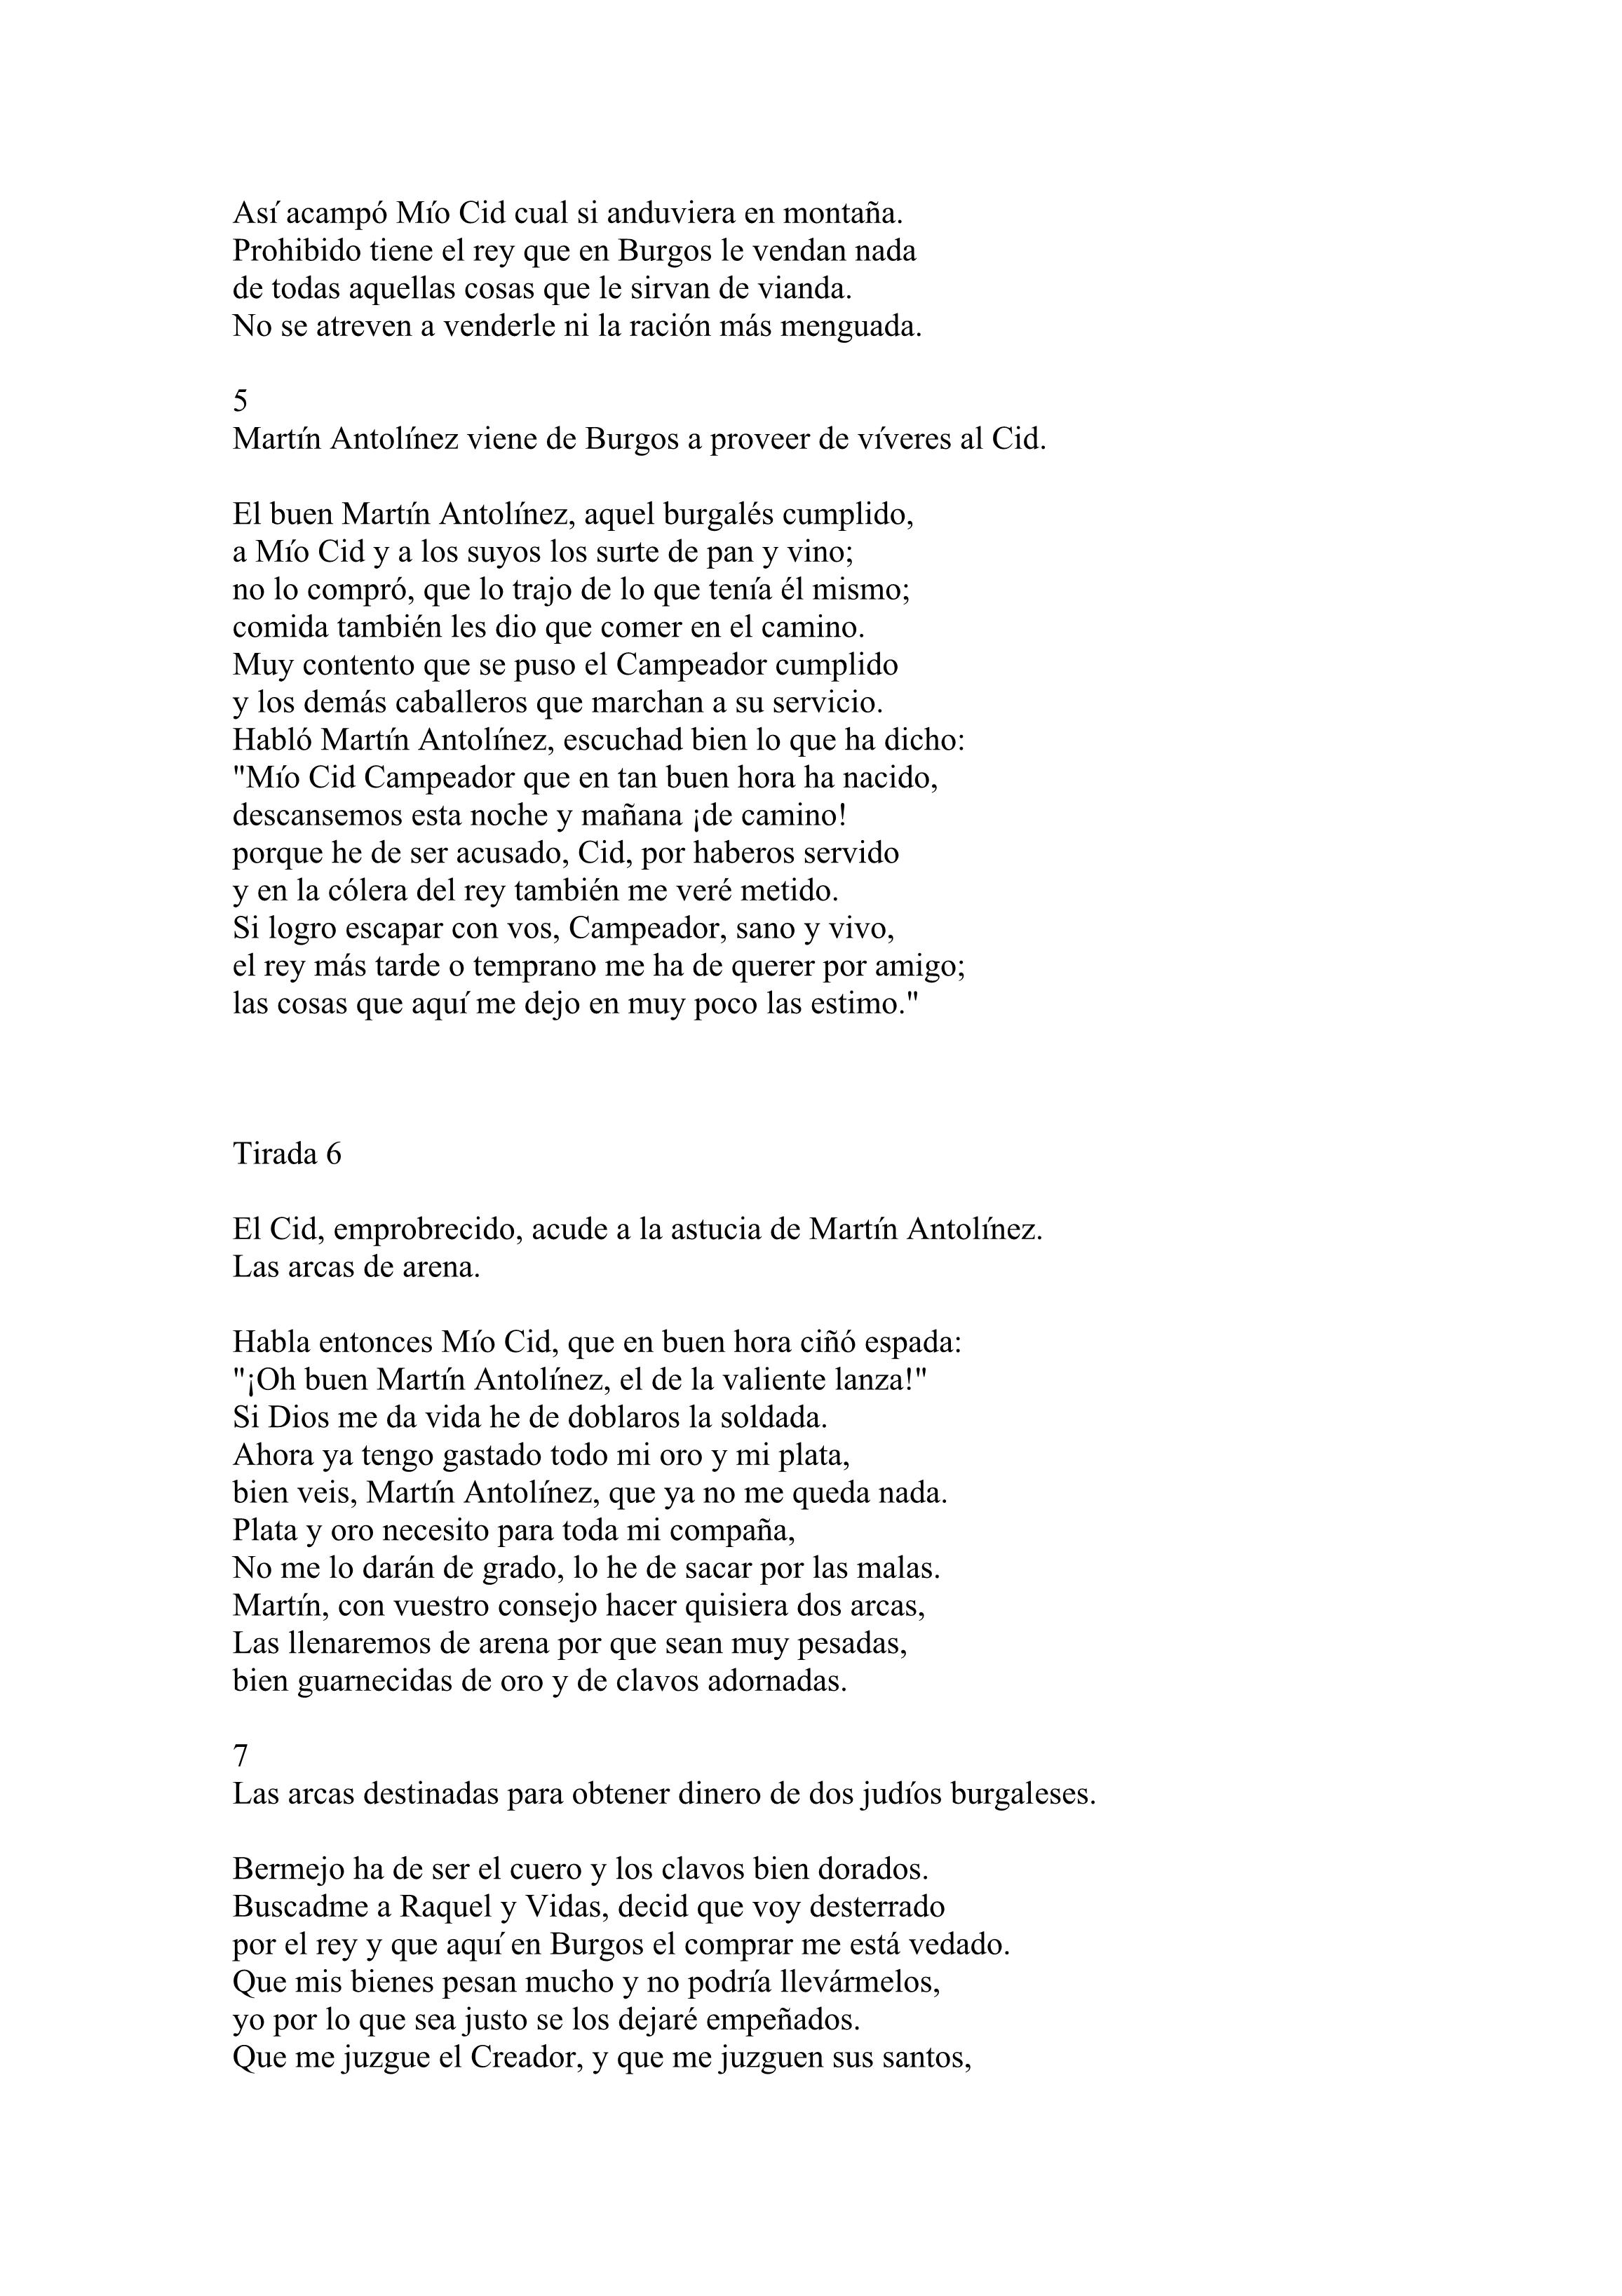 Así acampó Mío Cid cual si anduviera en montaña.
Prohibido tiene el rey que en Burgos le vendan nada
de todas aquellas cosas que le sirvan de vianda.
No se atreven a venderle ni la ración más menguada.
5
Martín Antolínez viene de Burgos a proveer de víveres al Cid.
El buen Martín Antolínez, aquel burgalés cumplido,
a Mío Cid y a los suyos los surte de pan y vino;
no lo compró, que lo trajo de lo que tenía él mismo;
comida también les dio que comer en el camino.
Muy contento que se puso el Campeador cumplido
y los demás caballeros que marchan a su servicio.
Habló Martín Antolínez, escuchad bien lo que ha dicho:
"Mío Cid Campeador que en tan buen hora ha nacido,
descansemos esta noche y mañana ¡de camino!
porque he de ser acusado, Cid, por haberos servido
y en la cólera del rey también me veré metido.
Si logro escapar con vos, Campeador, sano y vivo,
el rey más tarde o temprano me ha de querer por amigo;
las cosas que aquí me dejo en muy poco las estimo."
Tirada 6
El Cid, emprobrecido, acude a la astucia de Martín Antolínez.
Las arcas de arena.
Habla entonces Mío Cid, que en buen hora ciñó espada:
"¡Oh buen Martín Antolínez, el de la valiente lanza!"
Si Dios me da vida he de doblaros la soldada.
Ahora ya tengo gastado todo mi oro y mi plata,
bien veis, Martín Antolínez, que ya no me queda nada.
Plata y oro necesito para toda mi compaña,
No me lo darán de grado, lo he de sacar por las malas.
Martín, con vuestro consejo hacer quisiera dos arcas,
Las llenaremos de arena por que sean muy pesadas,
bien guarnecidas de oro y de clavos adornadas.
7
Las arcas destinadas para obtener dinero de dos judíos burgaleses.
Bermejo ha de ser el cuero y los clavos bien dorados.
Buscadme a Raquel y Vidas, decid que voy desterrado
por el rey y que aquí en Burgos el comprar me está vedado.
Que mis bienes pesan mucho y no podría llevármelos,
yo por lo que sea justo se los dejaré empeñados.
Que me juzgue el Creador, y que me juzguen sus santos,